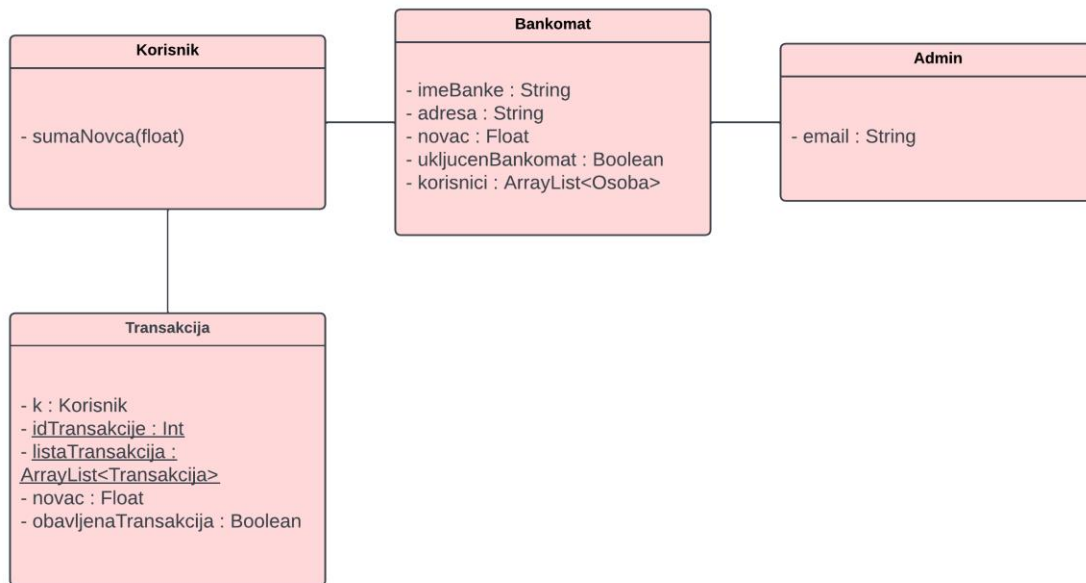 Korisnik
- sumaNovca(float)
Bankomat
- imeBanke : String
- adresa : String
- novac : Float
- ukljucenBankomat : Boolean
- korisnici : ArrayList<Osoba>
Admin
- email : String
Transakcija
- k : Korisnik
- idTransakcije : Int
- listaTransakcija :
ArrayList<Transakcija>
- novac : Float
- obavljenaTransakcija : Boolean